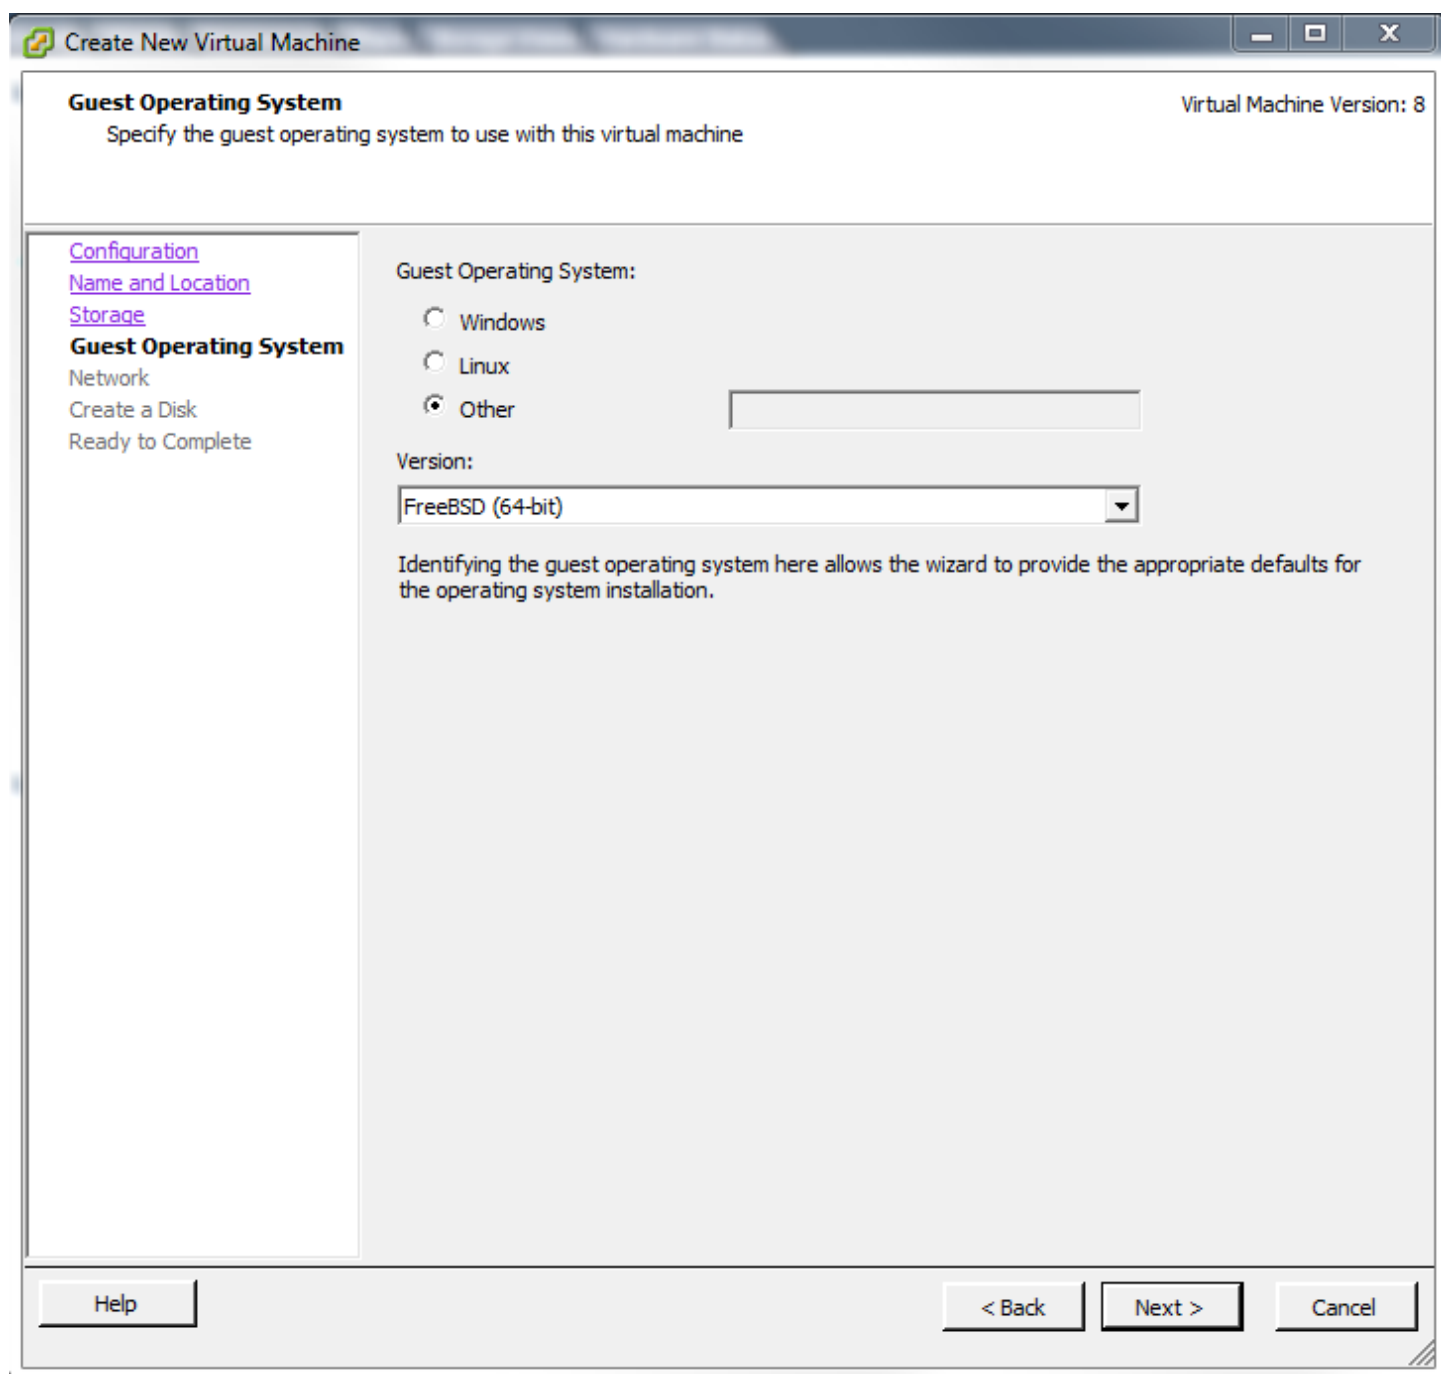 Create New Virtual Machine
Guest Operating System
Virtual Machine Version: 8
Specify the guest operating system to use with this virtual machine
Configuration
Name and Location
Storage
Guest Operating System
Network
Create a Disk
Ready to Complete
Guest Operating System:
Windows
Linux
Other
Version:
FreeBSD (64-bit)
Identifying the guest operating system here allows the wizard to provide the appropriate defaults for
the operating system installation.
Help
< Back
Next >
Cancel